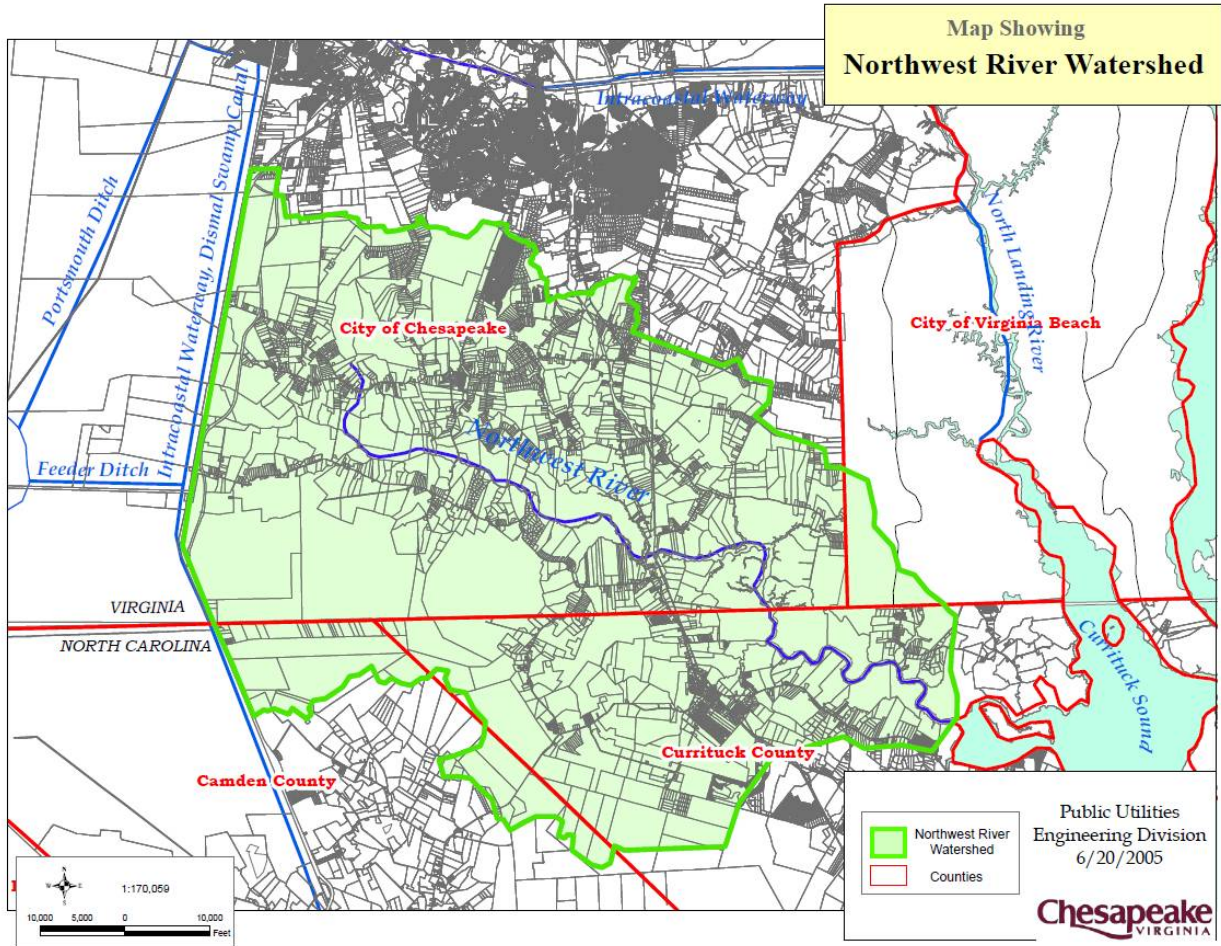 Map Showing
Northwest River Watershed
Intracoastal Waterway
Portsmouth Ditch
Intracoastal Waterway, Dismal Swamp Canal
North Landing River
City of Chesapeake
City of Virginia Beach
Northwest River
Feeder Ditch
VIRGINIA
NORTH CAROLINA
Currituck Sound
Currituck County
Camden County
Northwest River
Watershed
Counties
Public Utilities
Engineering Division
6/20/2005
Chesapeake
VIRGINIA
N
W E
S
1:170,059
10,000 5,000 0 10,000
Feet